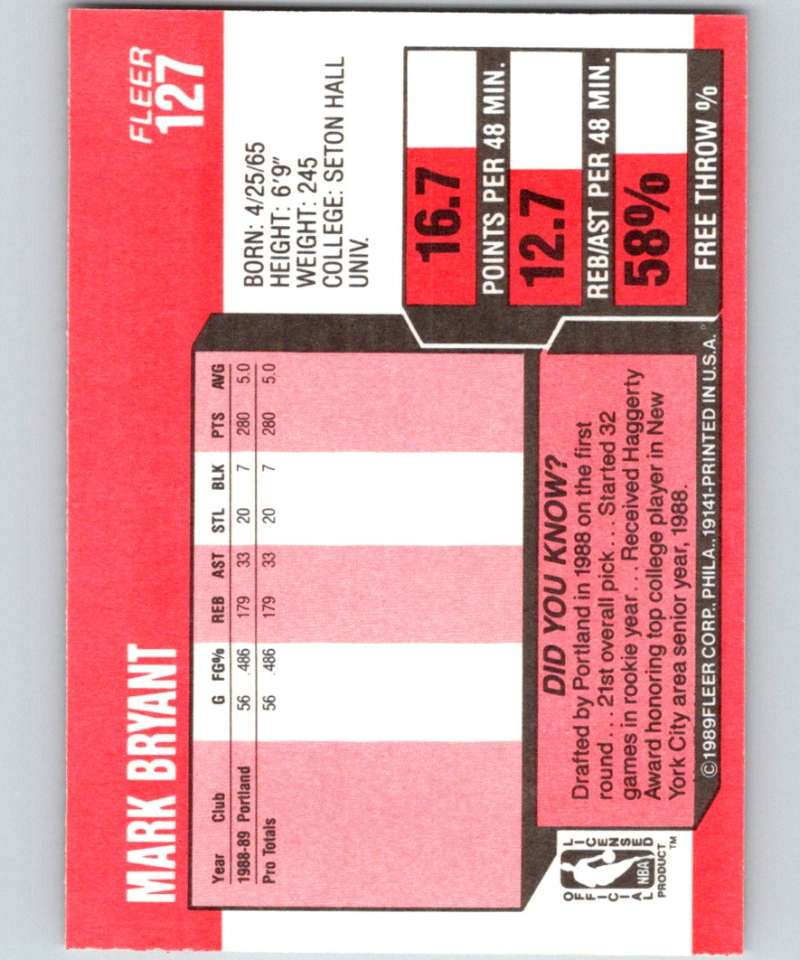 MARK BRYANT
FLEER
127
BORN: 4/25/65
HEIGHT: 6'9"
WEIGHT: 245
COLLEGE: SETON HALL
UNIV.
Year Club G FG% REB AST STL BLK PTS AVG
1988-89 Portland 56 .486 179 33 20 7 280 5.0
Pro Totals 56 .486 179 33 20 7 280 5.0
16.7
POINTS PER 48 MIN.
12.7
REB/AST PER 48 MIN.
58%
FREE THROW %
DID YOU KNOW?
Drafted by Portland in 1988 on the first
round . . . 21st overall pick . . . Started 32
games in rookie year . . . Received Haggerty
Award honoring top college player in New
York City area senior year, 1988.
OFFICIAL LICENSED
NBA
PRODUCT™
©1989FLEER CORP., PHILA.,19141-PRINTED IN U.S.A.